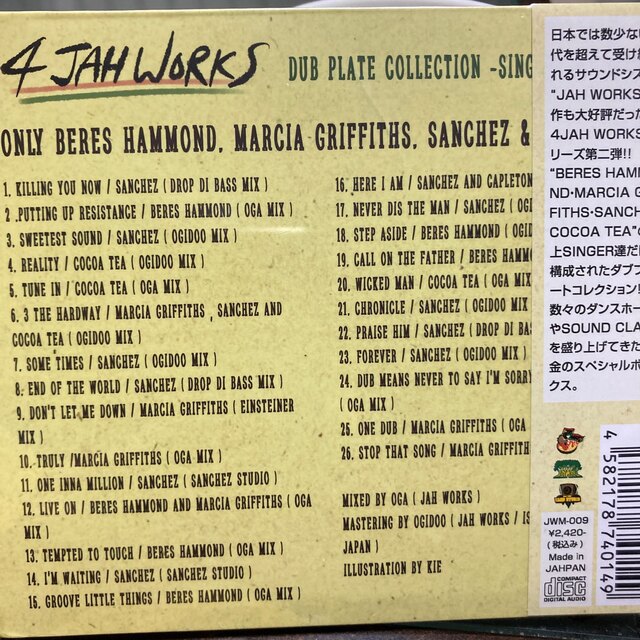 4 JAH WORKS
DUB PLATE COLLECTION -SING
ONLY BERES HAMMOND, MARCIA GRIFFITHS, SANCHEZ &
1. KILLING YOU NOW / SANCHEZ ( DROP DI BASS MIX )
2 .PUTTING UP RESISTANCE / BERES HAMMOND ( OGA MIX )
3. SWEETEST SOUND / SANCHEZ ( OGIDOO MIX )
4. REALITY / COCOA TEA ( OGIDOO MIX )
5. TUNE IN / COCOA TEA ( OGA MIX )
6. 3 THE HARDWAY / MARCIA GRIFFITHS , SANCHEZ AND
COCOA TEA ( OGIDOO MIX )
7. SOME TIMES / SANCHEZ ( OGIDOO MIX )
8. END OF THE WORLD / SANCHEZ ( DROP DI BASS MIX )
9. DON'T LET ME DOWN / MARCIA GRIFFITHS ( EINSTEINER
MIX )
10. TRULY /MARCIA GRIFFITHS ( OGA MIX )
11. ONE INNA MILLION / SANCHEZ ( SANCHEZ STUDIO )
12. LIVE ON / BERES HAMMOND AND MARCIA GRIFFITHS ( OGA
MIX )
13. TEMPTED TO TOUCH / BERES HAMMOND ( OGA MIX )
14. I'M WAITING / SANCHEZ ( SANCHEZ STUDIO )
15. GROOVE LITTLE THINGS / BERES HAMMOND ( OGA MIX )
16. HERE I AM / SANCHEZ AND CAPLETON
17. NEVER DIS THE MAN / SANCHEZ ( OGI
18. STEP ASIDE / BERES HAMMOND ( OGID
19. CALL ON THE FATHER / BERES HAMM
20. WICKED MAN / COCOA TEA ( OGA MIX
21. CHRONICLE / SANCHEZ ( OGIDOO MIX
22. PRAISE HIM / SANCHEZ ( DROP DI BAS
23. FOREVER / SANCHEZ ( OGIDOO MIX )
24. DUB MEANS NEVER TO SAY I'M SORRY
( OGA MIX )
25. ONE DUB / MARCIA GRIFFITHS ( OGA
26. STOP THAT SONG / MARCIA GRIFFITH
MIXED BY OGA ( JAH WORKS )
MASTERING BY OGIDOO ( JAH WORKS / IS
JAPAN )
ILLUSTRATION BY KIE
日本では数少ない
代を超えて受け
れるサウンドシス
"JAH WORKS
作も大好評だった
4JAH WORKS
リーズ第二弾!!
"BERES HAMM
ND・MARCIA G
FITHS・SANCH
COCOA TEA"の
上SINGER達だけ
構成されたダブプ
ートコレクション!
数々のダンスホー
やSOUND CLA
を盛り上げてきた
金のスペシャルボ
クス。
JWM-009
¥2,420-
(税込み)
Made in
JAHPAN
COMPACT
disc
DIGITAL AUDIO
4 582178 740149